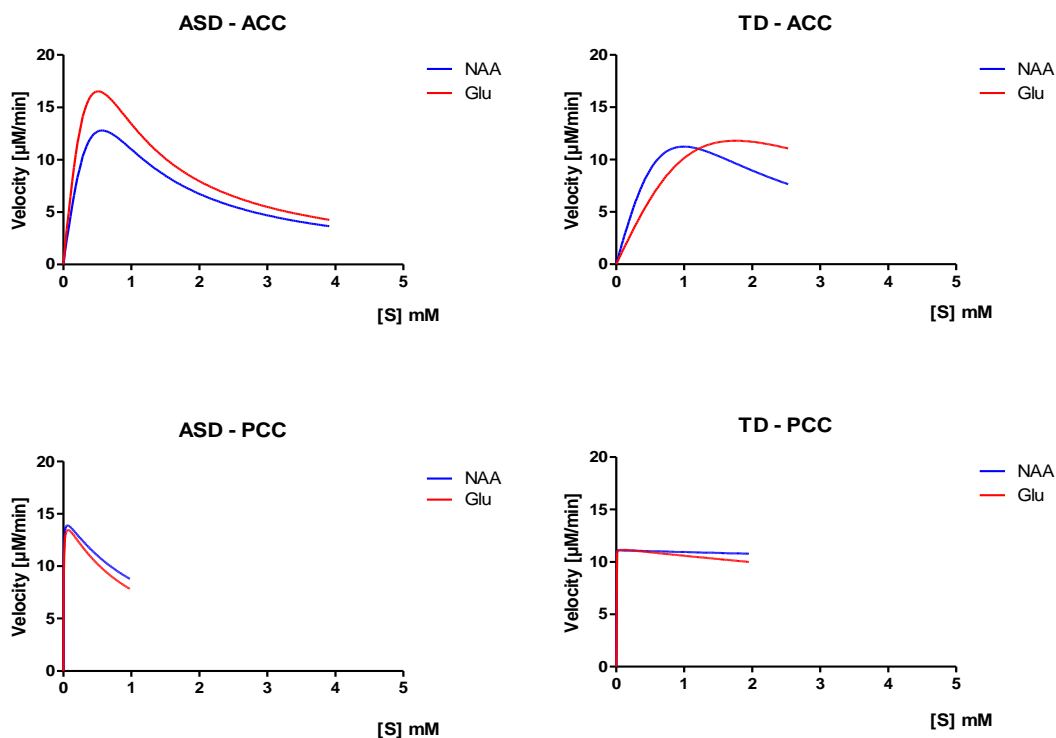 ASD - ACC
Velocity [µM/min]
20
15
10
5
0
0 1 2 3 4 5
[S] mM
NAA
Glu
TD - ACC
Velocity [µM/min]
20
15
10
5
0
0 1 2 3 4 5
[S] mM
NAA
Glu
ASD - PCC
Velocity [µM/min]
20
15
10
5
0
0 1 2 3 4 5
[S] mM
NAA
Glu
TD - PCC
Velocity [µM/min]
20
15
10
5
0
0 1 2 3 4 5
[S] mM
NAA
Glu